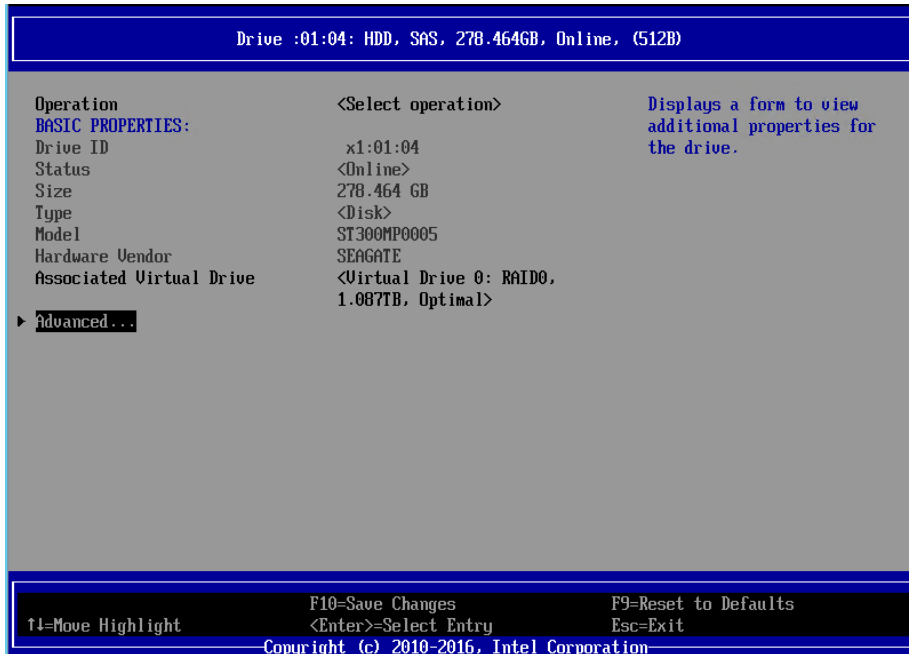 Drive :01:04: HDD, SAS, 278.464GB, Online, (512B)
Operation <Select operation> Displays a form to view
BASIC PROPERTIES: additional properties for
Drive ID x1:01:04 the drive.
Status <Online>
Size 278.464 GB
Type <Disk>
Model ST300MP0005
Hardware Vendor SEAGATE
Associated Virtual Drive <Virtual Drive 0: RAID0,
1.087TB, Optimal>
Advanced...
F10=Save Changes F9=Reset to Defaults
↑↓=Move Highlight <Enter>=Select Entry Esc=Exit
Copyright (c) 2010-2016, Intel Corporation